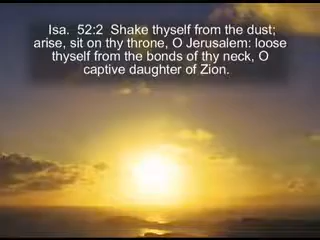 Isa.  52:2  Shake thyself from the dust;
arise, sit on thy throne, O Jerusalem: loose
thyself from the bonds of thy neck, O
captive daughter of Zion.